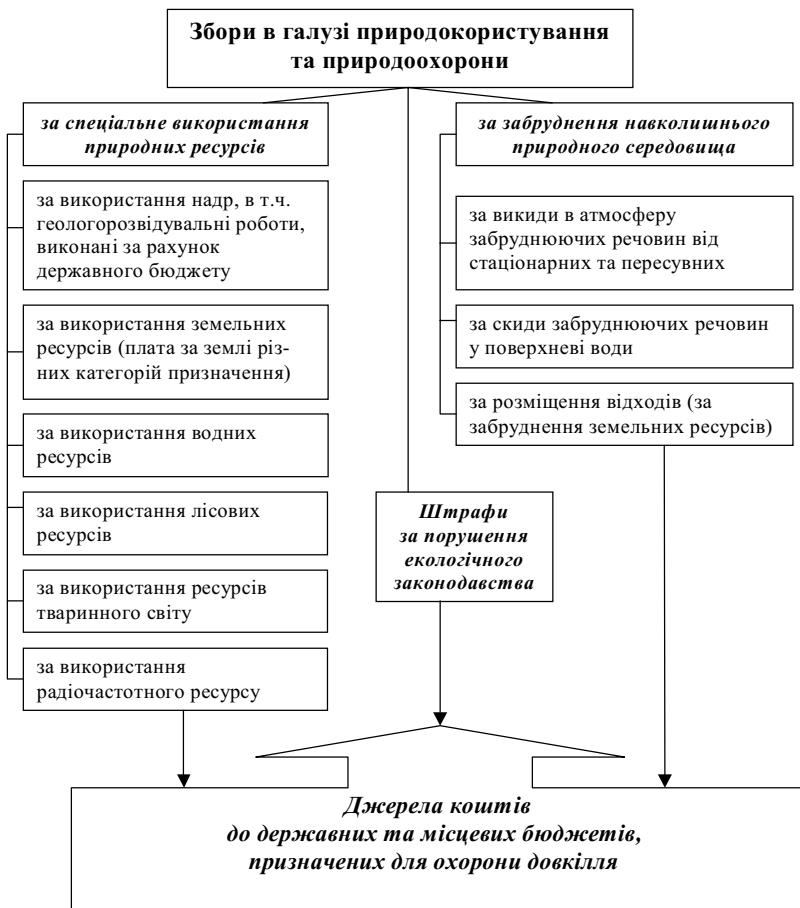 Збори в галузі природокористування
та природоохорони
за спеціальне використання
природних ресурсів
за використання надр, в т.ч.
геологорозвідувальні роботи,
виконані за рахунок
державного бюджету
за використання земельних
ресурсів (плата за землі різ-
них категорій призначення)
за використання водних
ресурсів
за використання лісових
ресурсів
за використання ресурсів
тваринного світу
за використання
радіочастотного ресурсу
за забруднення навколишнього
природного середовища
за викиди в атмосферу
забруднюючих речовин від
стаціонарних та пересувних
за скиди забруднюючих речовин
у поверхневі води
за розміщення відходів (за
забруднення земельних ресурсів)
Штрафи
за порушення
екологічного
законодавства
Джерела коштів
до державних та місцевих бюджетів,
призначених для охорони довкілля